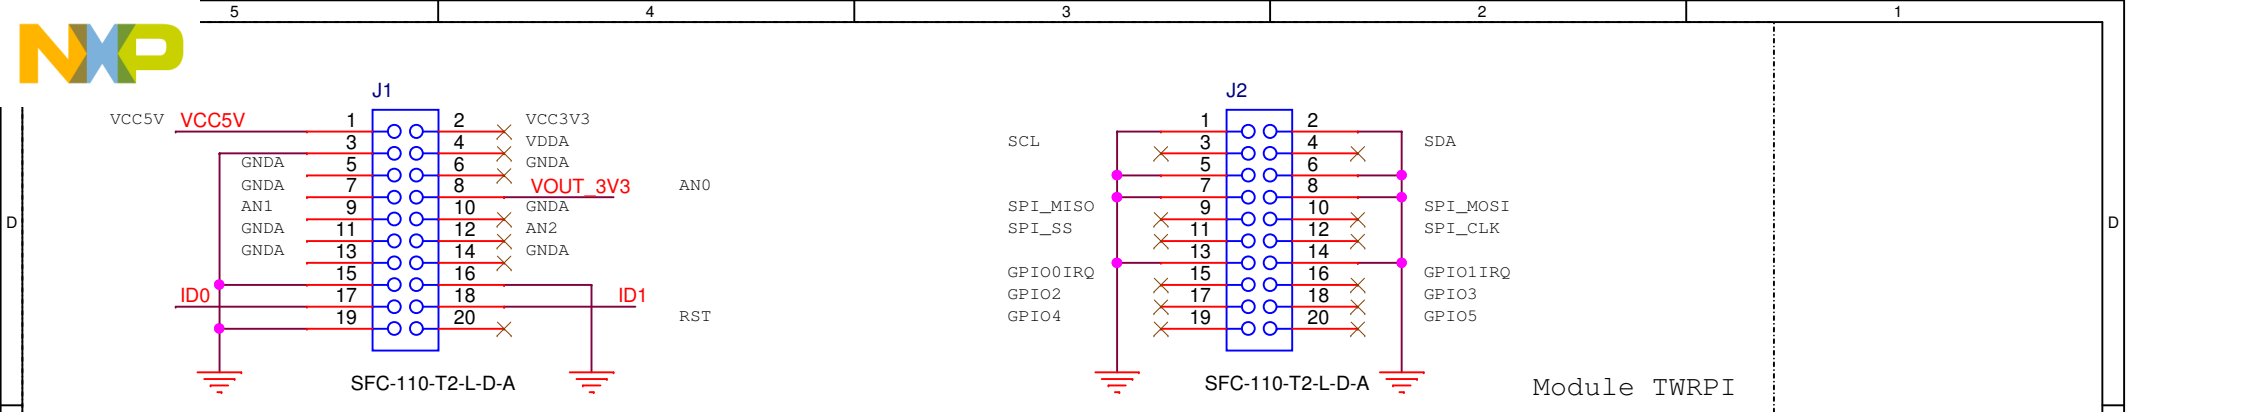 5 4 3 2 1
NXP
J1 J2
VCC5V VCC5V 1 2 VCC3V3 1 2
3 4 VDDA SCL 3 4 SDA
GNDA 5 6 GNDA 5 6
GNDA 7 8 VOUT_3V3 AN0 7 8
AN1 9 10 GNDA SPI_MISO 9 10 SPI_MOSI
D GNDA 11 12 AN2 SPI_SS 11 12 SPI_CLK D
GNDA 13 14 GNDA 13 14
15 16 GPIO0IRQ 15 16 GPIO1IRQ
ID0 17 18 ID1 GPIO2 17 18 GPIO3
19 20 RST GPIO4 19 20 GPIO5
SFC-110-T2-L-D-A SFC-110-T2-L-D-A Module TWRPI